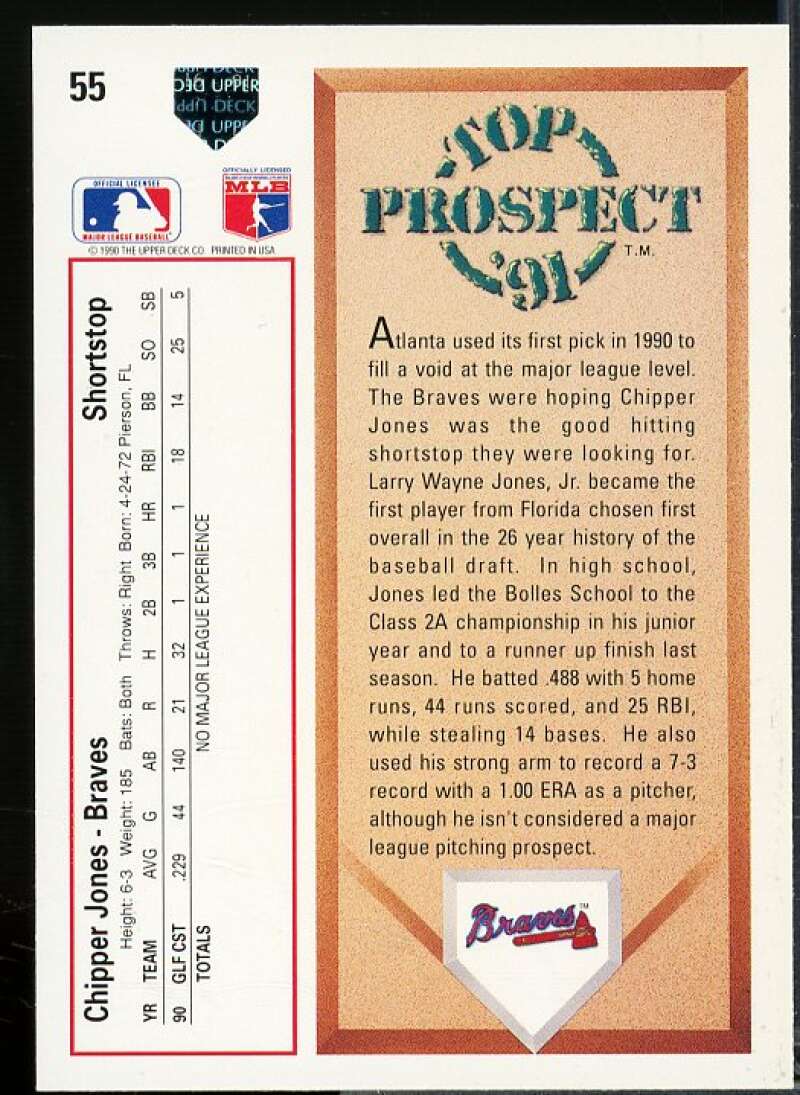 55
UPPER DECK
OFFICIAL LICENSEE
MAJOR LEAGUE BASEBALL
OFFICIALLY LICENSED
MLB
© 1990 THE UPPER DECK CO. PRINTED IN USA
Chipper Jones - Braves Shortstop
Height: 6-3 Weight: 185 Bats: Both Throws: Right Born: 4-24-72 Pierson, FL
YR TEAM AVG G AB R H 2B 3B HR RBI BB SO SB
90 GLF CST .229 44 140 21 32 1 1 1 18 14 25 5
TOTALS NO MAJOR LEAGUE EXPERIENCE
TOP
PROSPECT
'91
T.M.
Atlanta used its first pick in 1990 to
fill a void at the major league level.
The Braves were hoping Chipper
Jones was the good hitting
shortstop they were looking for.
Larry Wayne Jones, Jr. became the
first player from Florida chosen first
overall in the 26 year history of the
baseball draft. In high school,
Jones led the Bolles School to the
Class 2A championship in his junior
year and to a runner up finish last
season. He batted .488 with 5 home
runs, 44 runs scored, and 25 RBI,
while stealing 14 bases. He also
used his strong arm to record a 7-3
record with a 1.00 ERA as a pitcher,
although he isn't considered a major
league pitching prospect.
Braves™